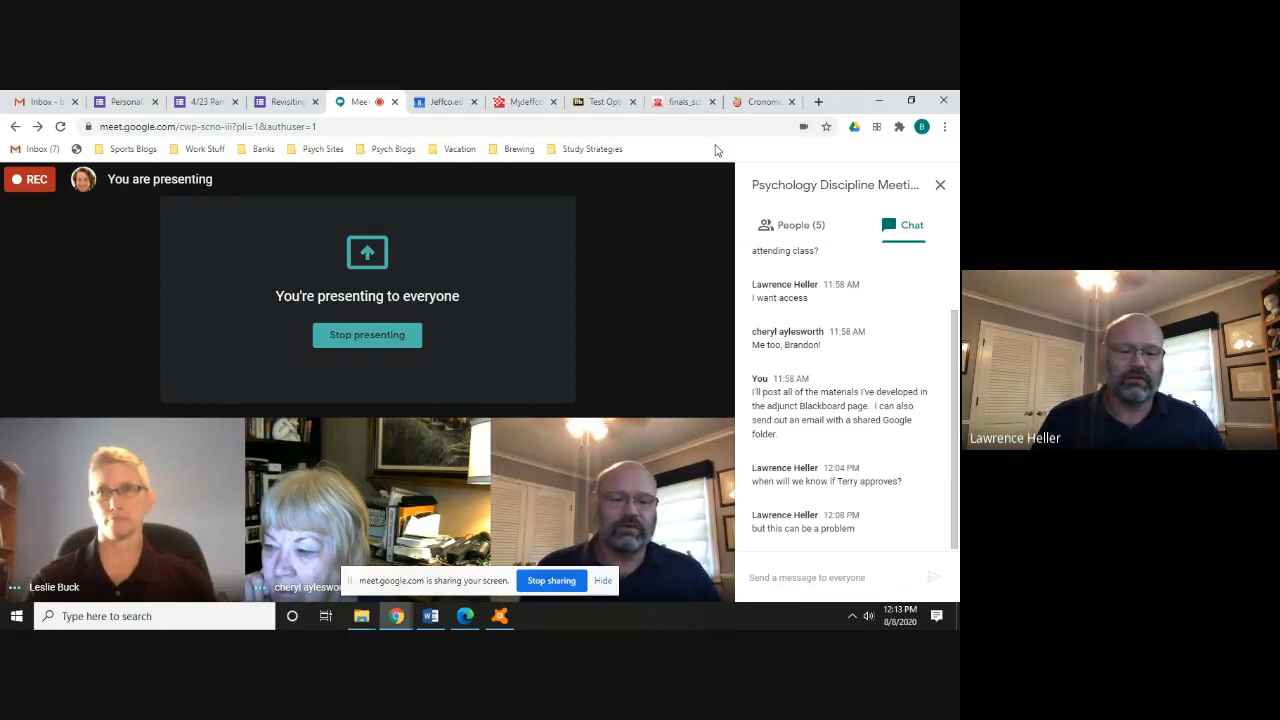 Inbox - b
Personali
4/23 Par
Revisiting
Meet
Jeffco.ed
MyJeffco
Test Opt
finals_sch
Cronome
meet.google.com/cwp-scno-iii?pli=1&authuser=1
Inbox (7)
Sports Blogs
Work Stuff
Banks
Psych Sites
Psych Blogs
Vacation
Brewing
Study Strategies
REC
You are presenting
You're presenting to everyone
Stop presenting
Psychology Discipline Meeti...
People (5)
Chat
attending class?
Lawrence Heller 11:58 AM
I want access
cheryl aylesworth 11:58 AM
Me too, Brandon!
You 11:58 AM
I'll post all of the materials I've developed in
the adjunct Blackboard page. I can also
send out an email with a shared Google
folder.
Lawrence Heller 12:04 PM
when will we know if Terry approves?
Lawrence Heller 12:08 PM
but this can be a problem
Send a message to everyone
Leslie Buck
cheryl ayleswo
meet.google.com is sharing your screen.
Stop sharing
Hide
Lawrence Heller
Type here to search
12:13 PM
8/8/2020